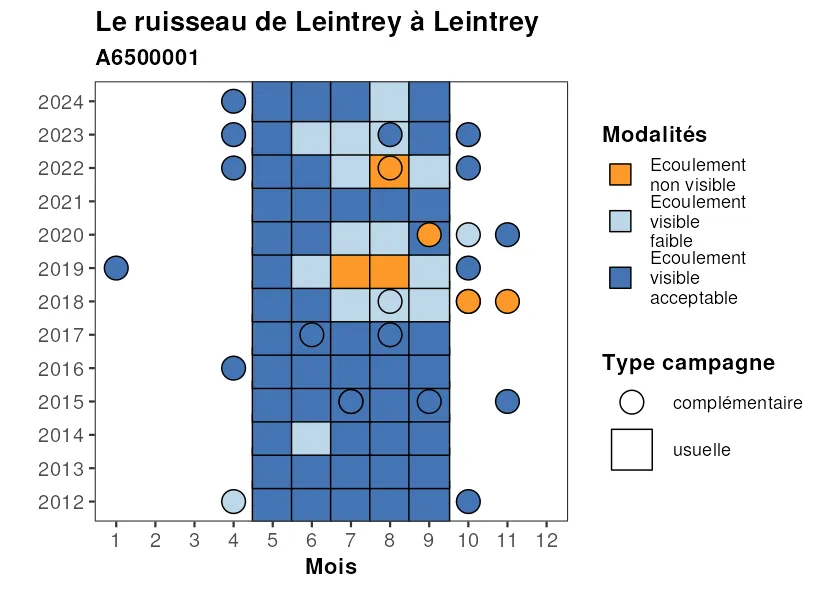 Le ruisseau de Leintrey à Leintrey
A6500001
2024
2023
2022
2021
2020
2019
2018
2017
2016
2015
2014
2013
2012
1 2 3 4 5 6 7 8 9 10 11 12
Mois
Modalités
Ecoulement
non visible
Ecoulement
visible
faible
Ecoulement
visible
acceptable
Type campagne
complémentaire
usuelle